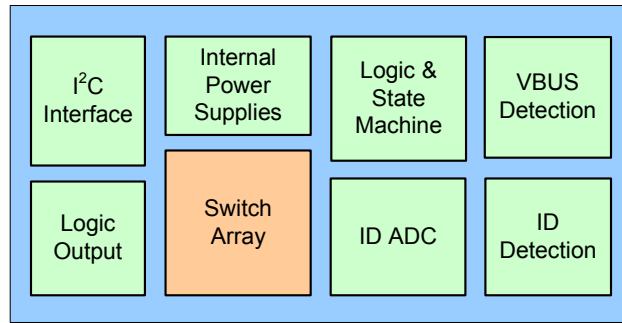 I²C
Interface
Internal
Power
Supplies
Logic &
State
Machine
VBUS
Detection
Logic
Output
Switch
Array
ID ADC
ID
Detection